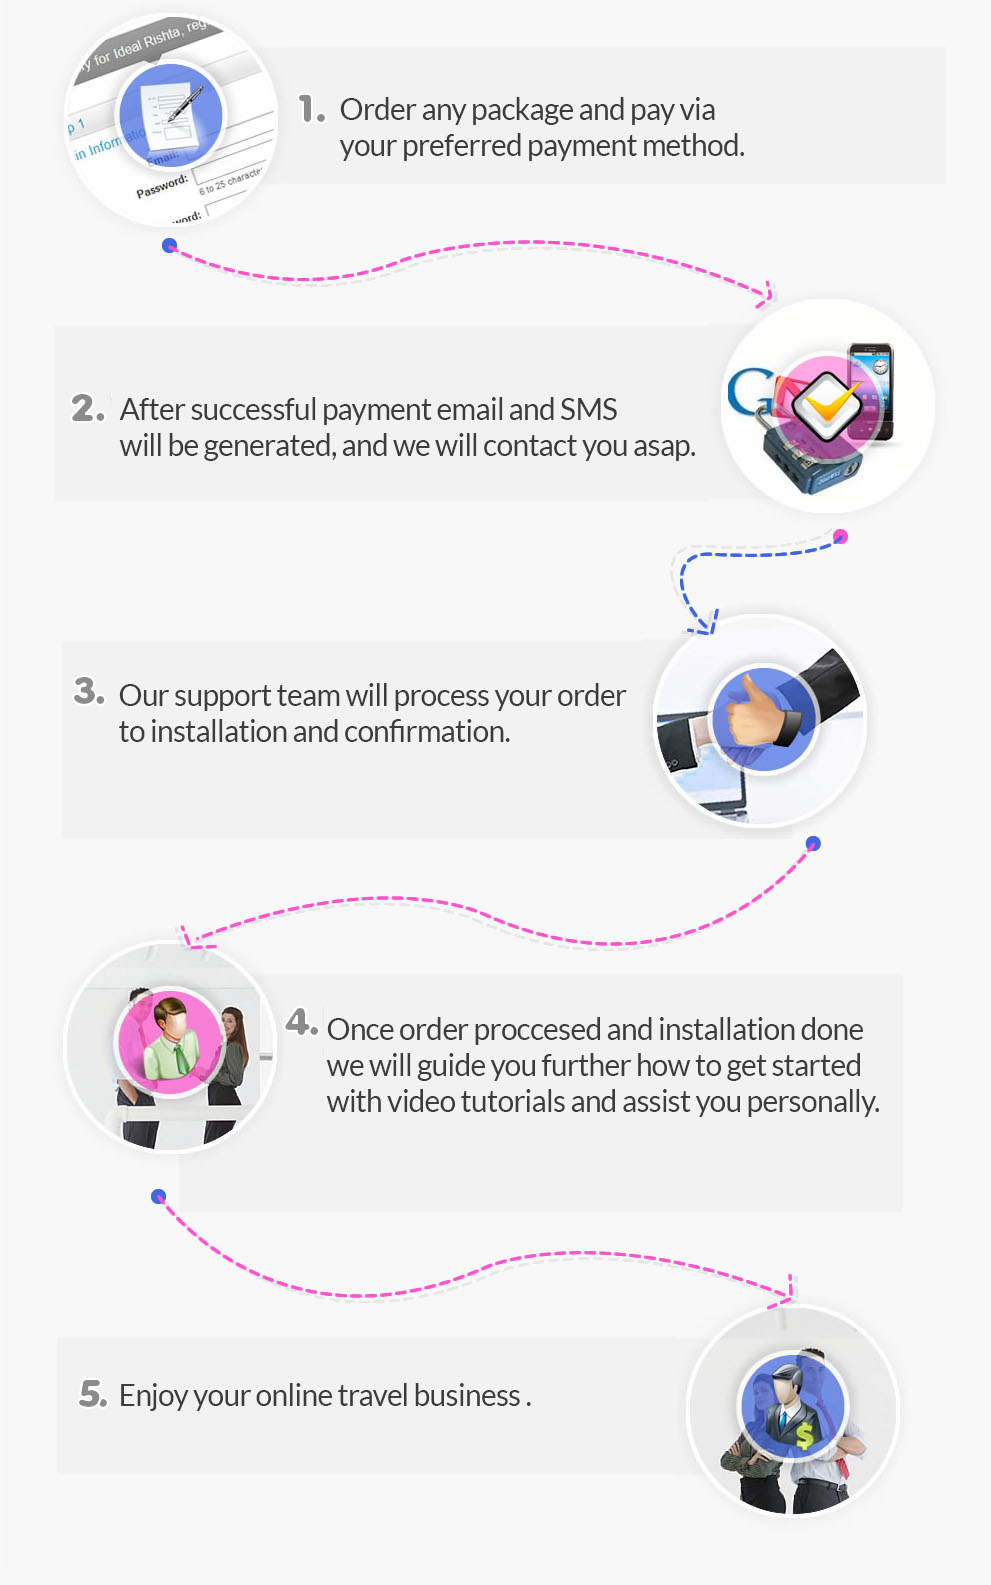 y for Ideal Rishta, reg
p 1
in Informatio
Email:
Password:
6 to 25 characte
word:
1. Order any package and pay via
your preferred payment method.
2. After successful payment email and SMS
will be generated, and we will contact you asap.
G
3. Our support team will process your order
to installation and confirmation.
4. Once order proccesed and installation done
we will guide you further how to get started
with video tutorials and assist you personally.
5. Enjoy your online travel business .
$